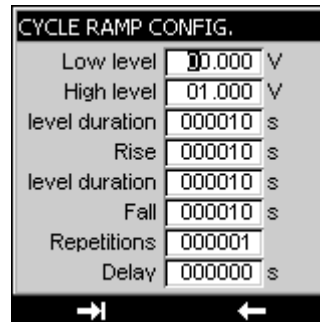 CYCLE RAMP CONFIG.
Low level 00.000 V
High level 01.000 V
level duration 000010 s
Rise 000010 s
level duration 000010 s
Fall 000010 s
Repetitions 000001
Delay 000000 s